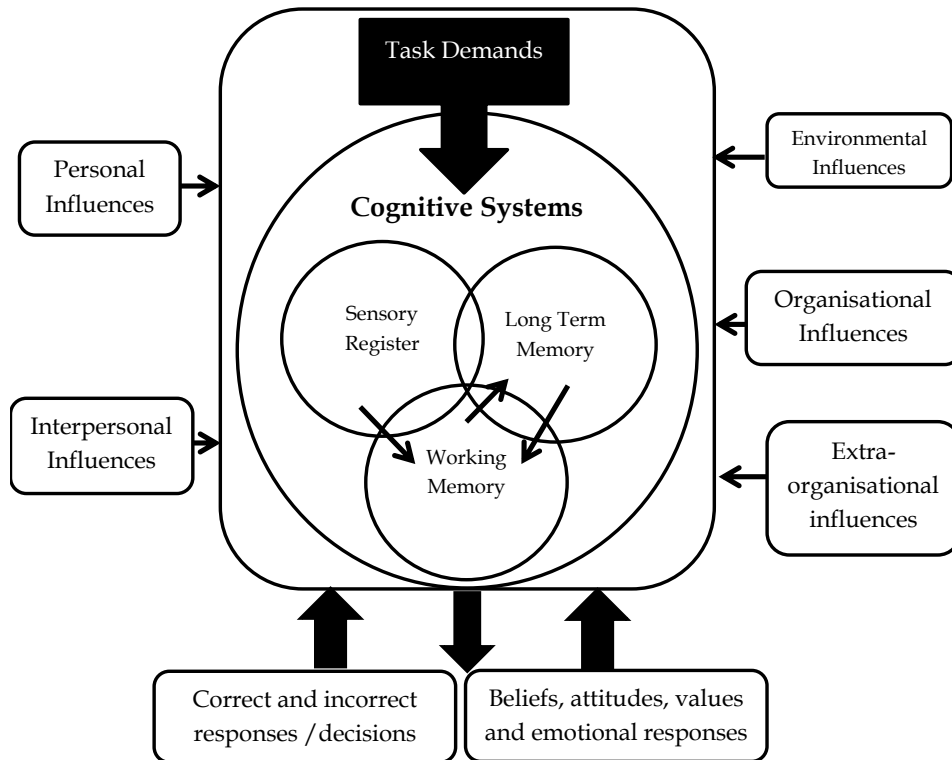 Task Demands
Personal
Influences
Environmental
Influences
Cognitive Systems
Sensory
Register
Long Term
Memory
Organisational
Influences
Interpersonal
Influences
Working
Memory
Extra-
organisational
influences
Correct and incorrect
responses /decisions
Beliefs, attitudes, values
and emotional responses